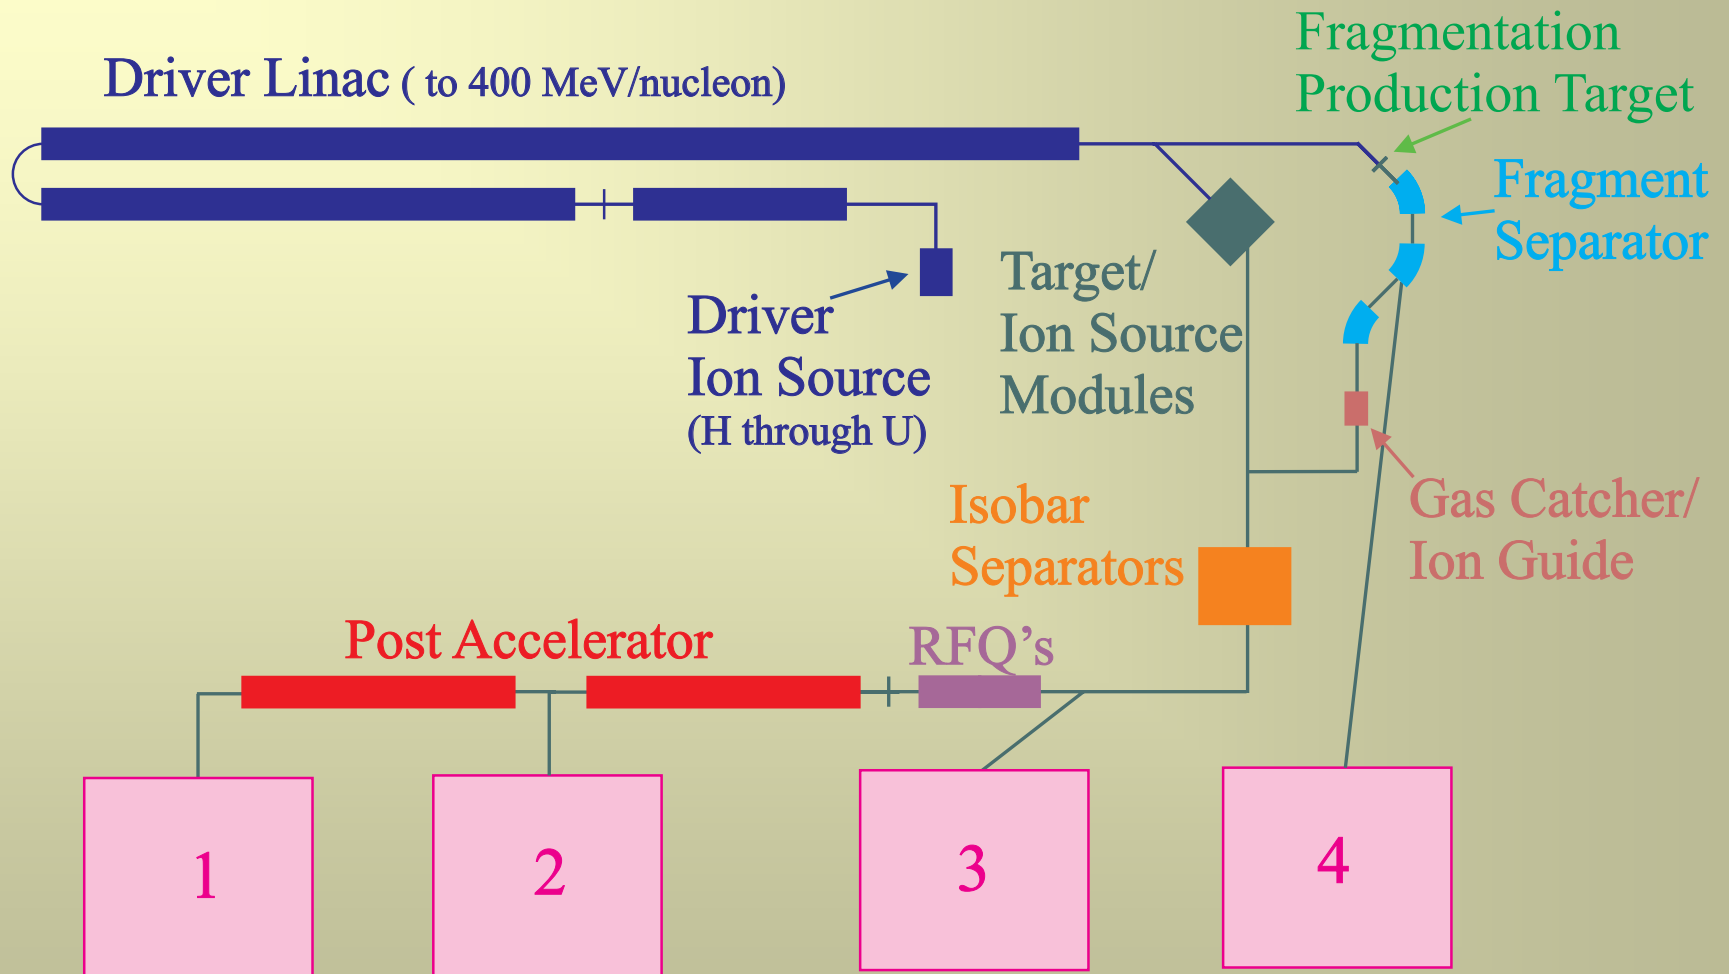 Fragmentation
Production Target
Driver Linac ( to 400 MeV/nucleon)
Fragment
Separator
Target/
Ion Source
Modules
Driver
Ion Source
(H through U)
Isobar
Separators
Gas Catcher/
Ion Guide
Post Accelerator
RFQ’s
1
2
3
4